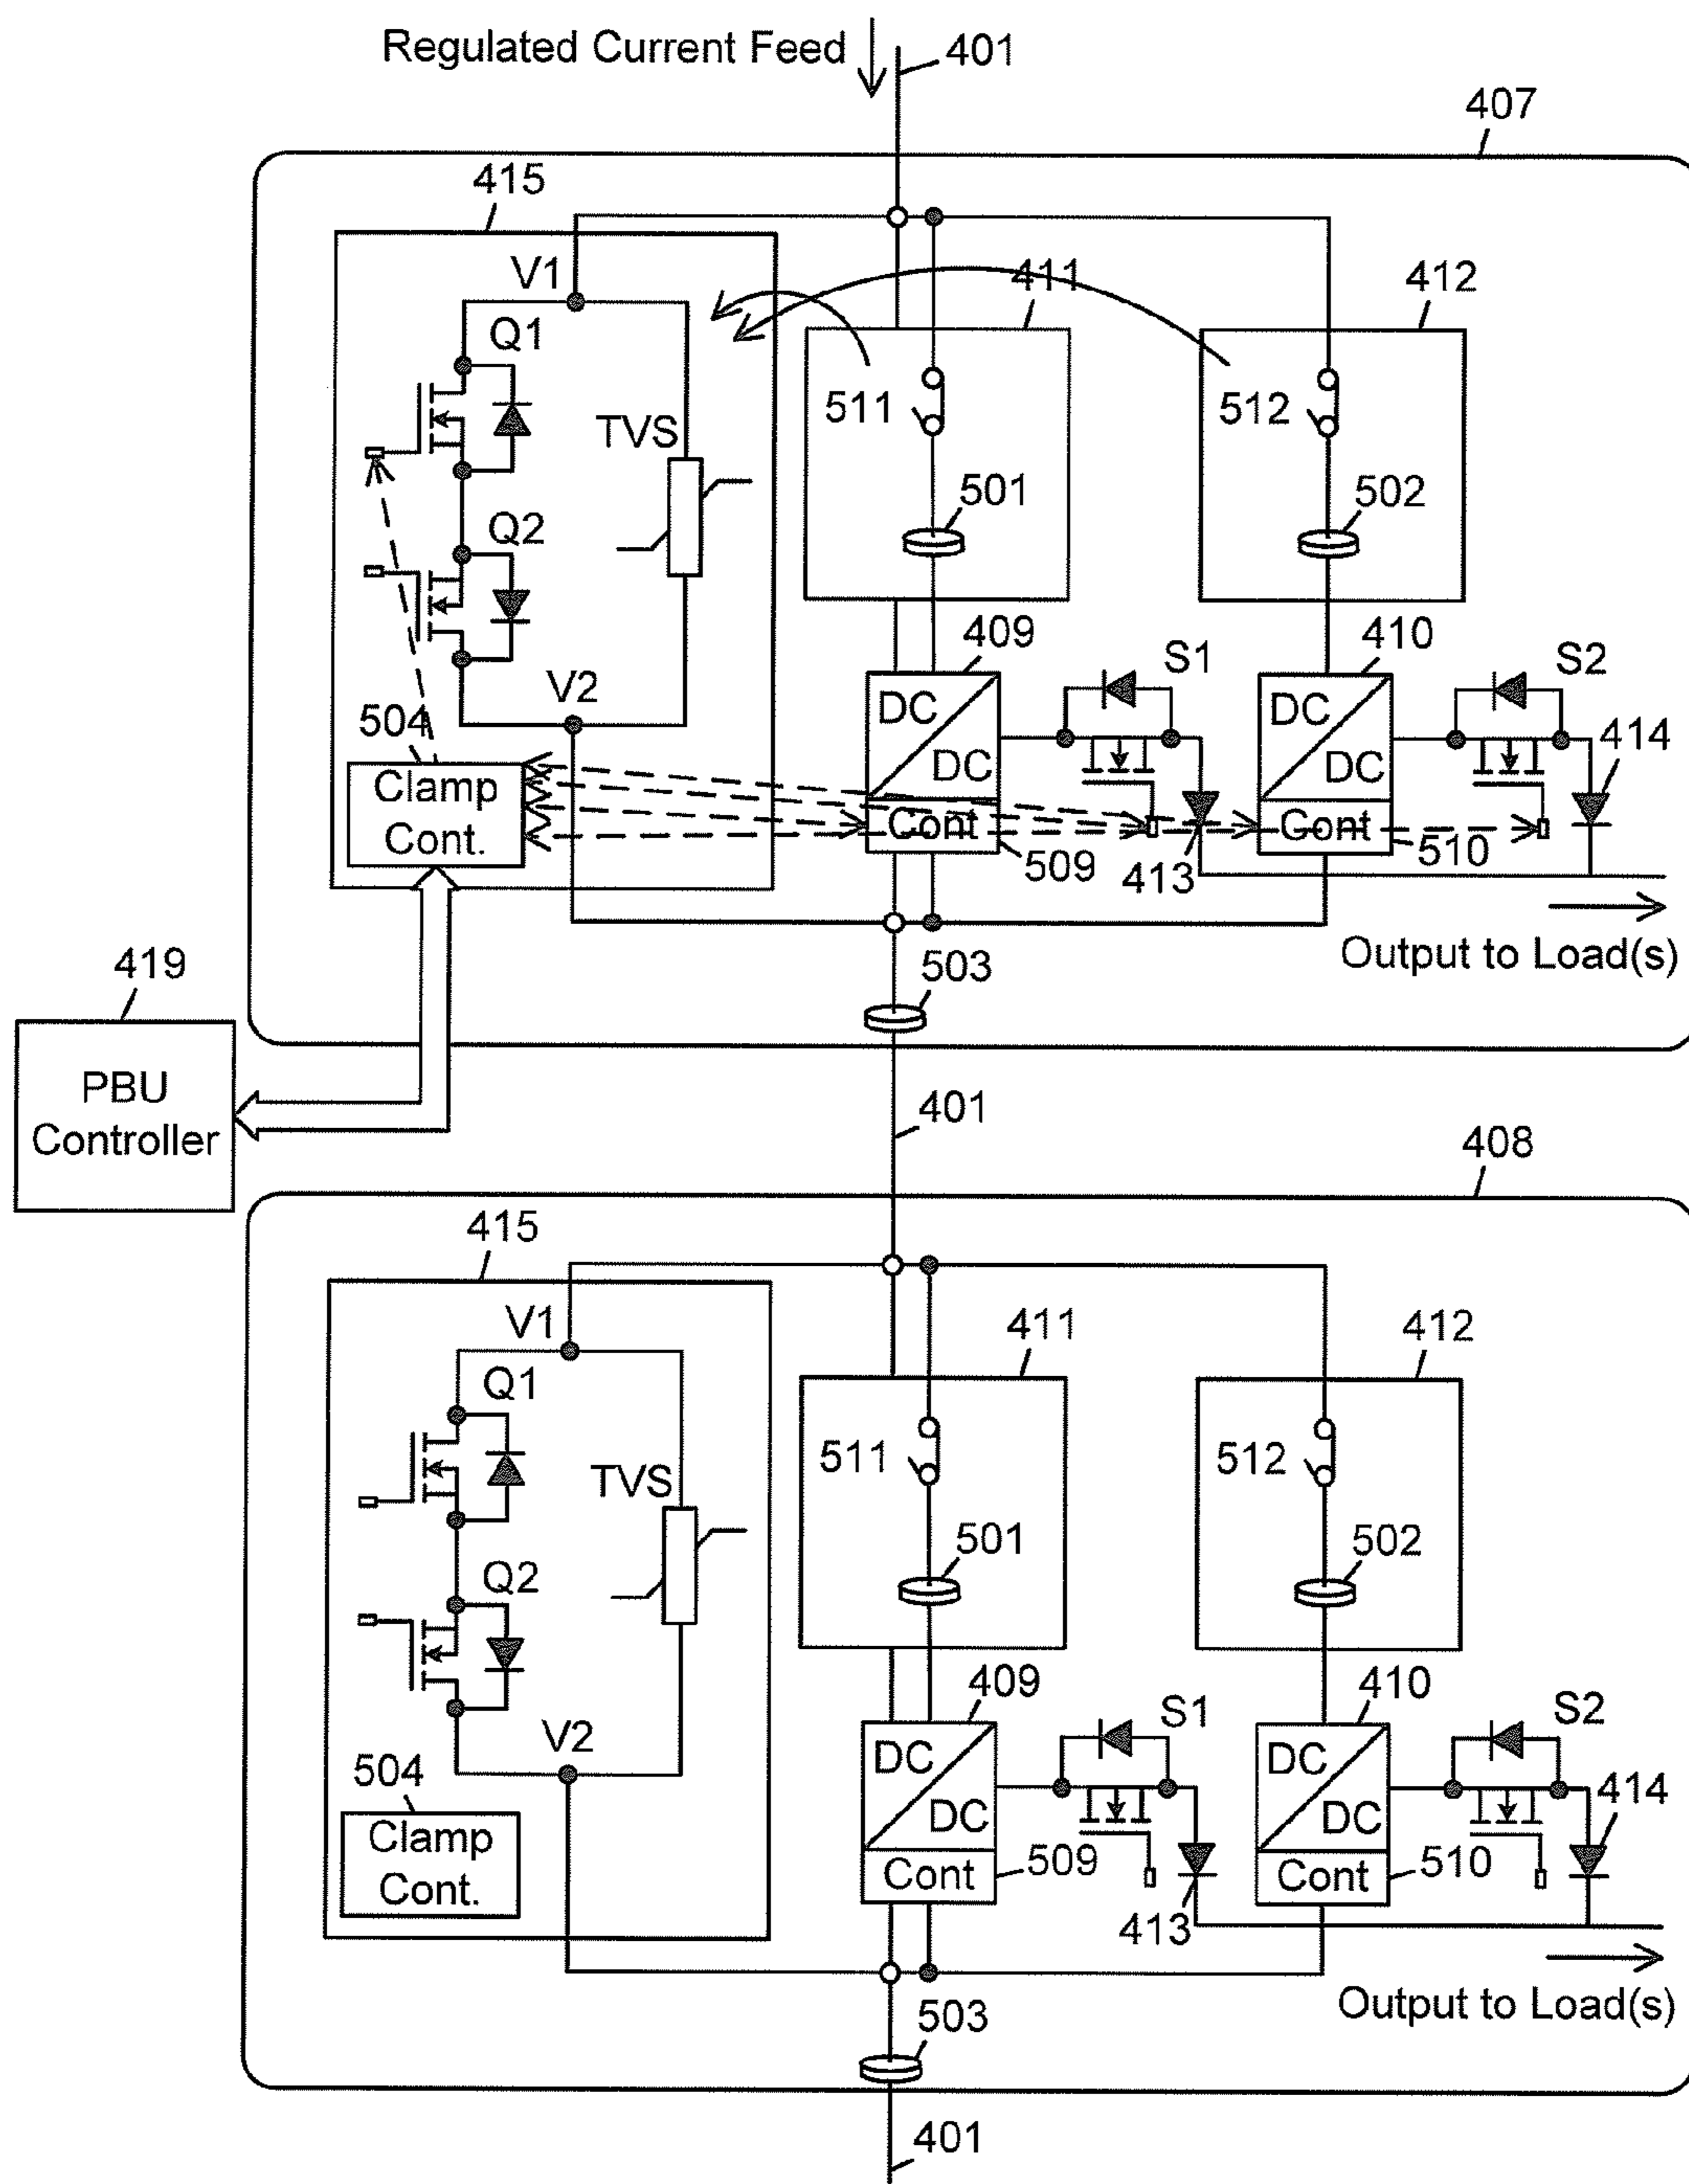 Regulated Current Feed
401
407
415
V1
411
412
Q1
511
512
TVS
501
502
Q2
409
410
S1
S2
V2
504
DC
DC
DC
DC
414
Clamp
Cont.
Cont
Cont
509
413
510
Output to Load(s)
419
503
PBU
Controller
401
408
415
V1
411
412
Q1
511
512
TVS
501
502
Q2
409
410
S1
S2
V2
504
DC
DC
DC
DC
414
Clamp
Cont.
Cont
509
Cont
510
413
Output to Load(s)
503
401